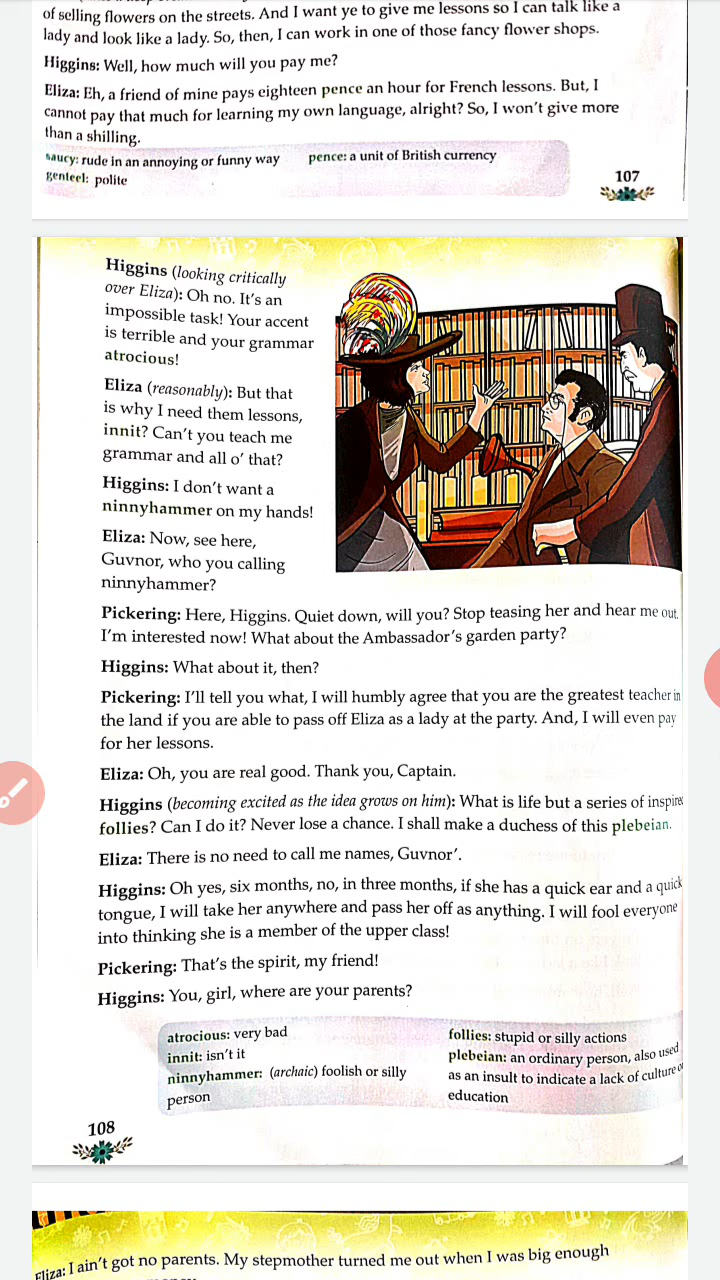 of selling flowers on the streets. And I want ye to give me lessons so I can talk like a
lady and look like a lady. So, then, I can work in one of those fancy flower shops.
Higgins: Well, how much will you pay me?
Eliza: Eh, a friend of mine pays eighteen pence an hour for French lessons. But, I
cannot pay that much for learning my own language, alright? So, I won't give more
than a shilling.
saucy: rude in an annoying or funny way
genteel: polite
pence: a unit of British currency
107
Higgins (looking critically
over Eliza): Oh no. It's an
impossible task! Your accent
is terrible and your grammar
atrocious!
Eliza (reasonably): But that
is why I need them lessons,
innit? Can't you teach me
grammar and all o' that?
Higgins: I don't want a
ninnyhammer on my hands!
Eliza: Now, see here,
Guvnor, who you calling
ninnyhammer?
Pickering: Here, Higgins. Quiet down, will you? Stop teasing her and hear me out.
I'm interested now! What about the Ambassador's garden party?
Higgins: What about it, then?
Pickering: I'll tell you what, I will humbly agree that you are the greatest teacher in
the land if you are able to pass off Eliza as a lady at the party. And, I will even pay
for her lessons.
Eliza: Oh, you are real good. Thank you, Captain.
Higgins (becoming excited as the idea grows on him): What is life but a series of
follies? Can I do it? Never lose a chance. I shall make a duchess of this plebeian.
Eliza: There is no need to call me names, Guvnor'.
Higgins: Oh yes, six months, no, in three months, if she has a quick ear and a quick
tongue, I will take her anywhere and pass her off as anything. I will fool everyone
into thinking she is a member of the upper class!
Pickering: That's the spirit, my friend!
Higgins: You, girl, where are your parents?
atrocious: very bad
innit: isn't it
ninnyhammer: (archaic) foolish or silly
person
follies: stupid or silly actions
plebeian: an ordinary person, also used
as an insult to indicate a lack of culture
education
108
Eliza: I ain't got no parents. My stepmother turned me out when I was big enough